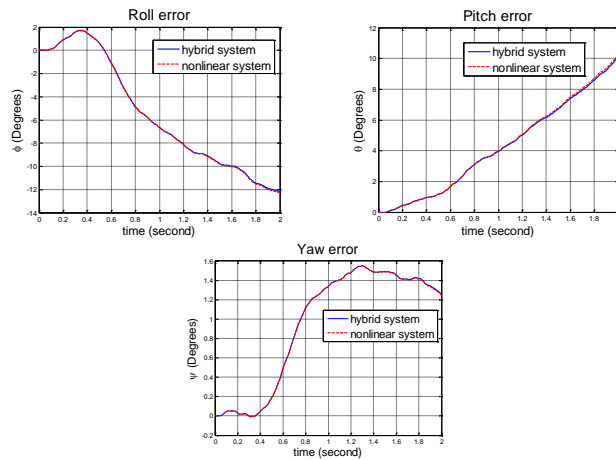 Roll error
2
0
-2
-4
-6
-8
-10
-12
-14
0 0.2 0.4 0.6 0.8 1 1.2 1.4 1.6 1.8 2
ϕ (Degrees)
time (second)
hybrid system
nonlinear system
Pitch error
12
10
8
6
4
2
0
0 0.2 0.4 0.6 0.8 1 1.2 1.4 1.6 1.8
θ (Degrees)
time (second)
hybrid system
nonlinear system
Yaw error
1.6
1.4
1.2
1
0.8
0.6
0.4
0.2
0
-0.2
0 0.2 0.4 0.6 0.8 1 1.2 1.4 1.6 1.8 2
ψ (Degrees)
time (second)
hybrid system
nonlinear system